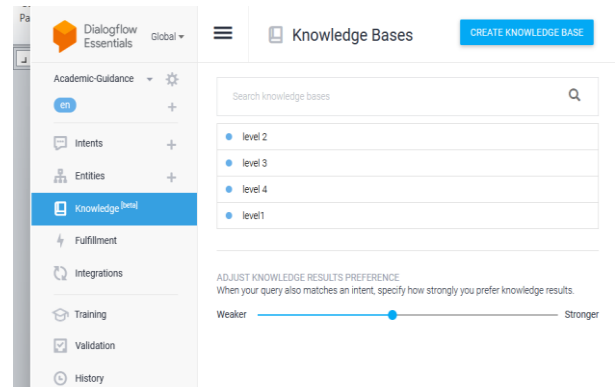 Pa
Dialogflow
Essentials
Global
Knowledge Bases
CREATE KNOWLEDGE BASE
Academic-Guidance
en
Search knowledge bases
Intents
Entities
Knowledge [beta]
Fulfillment
Integrations
Training
Validation
History
level 2
level 3
level 4
level1
ADJUST KNOWLEDGE RESULTS PREFERENCE
When your query also matches an intent, specify how strongly you prefer knowledge results.
Weaker
Stronger